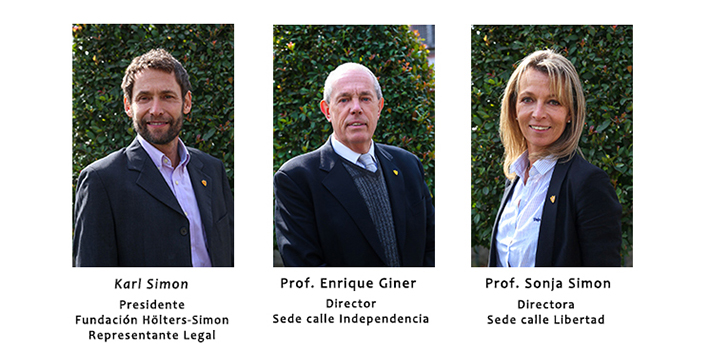 Karl Simon
Presidente
Fundación Hölters-Simon
Representante Legal
Prof. Enrique Giner
Director
Sede calle Independencia
Prof. Sonja Simon
Directora
Sede calle Libertad